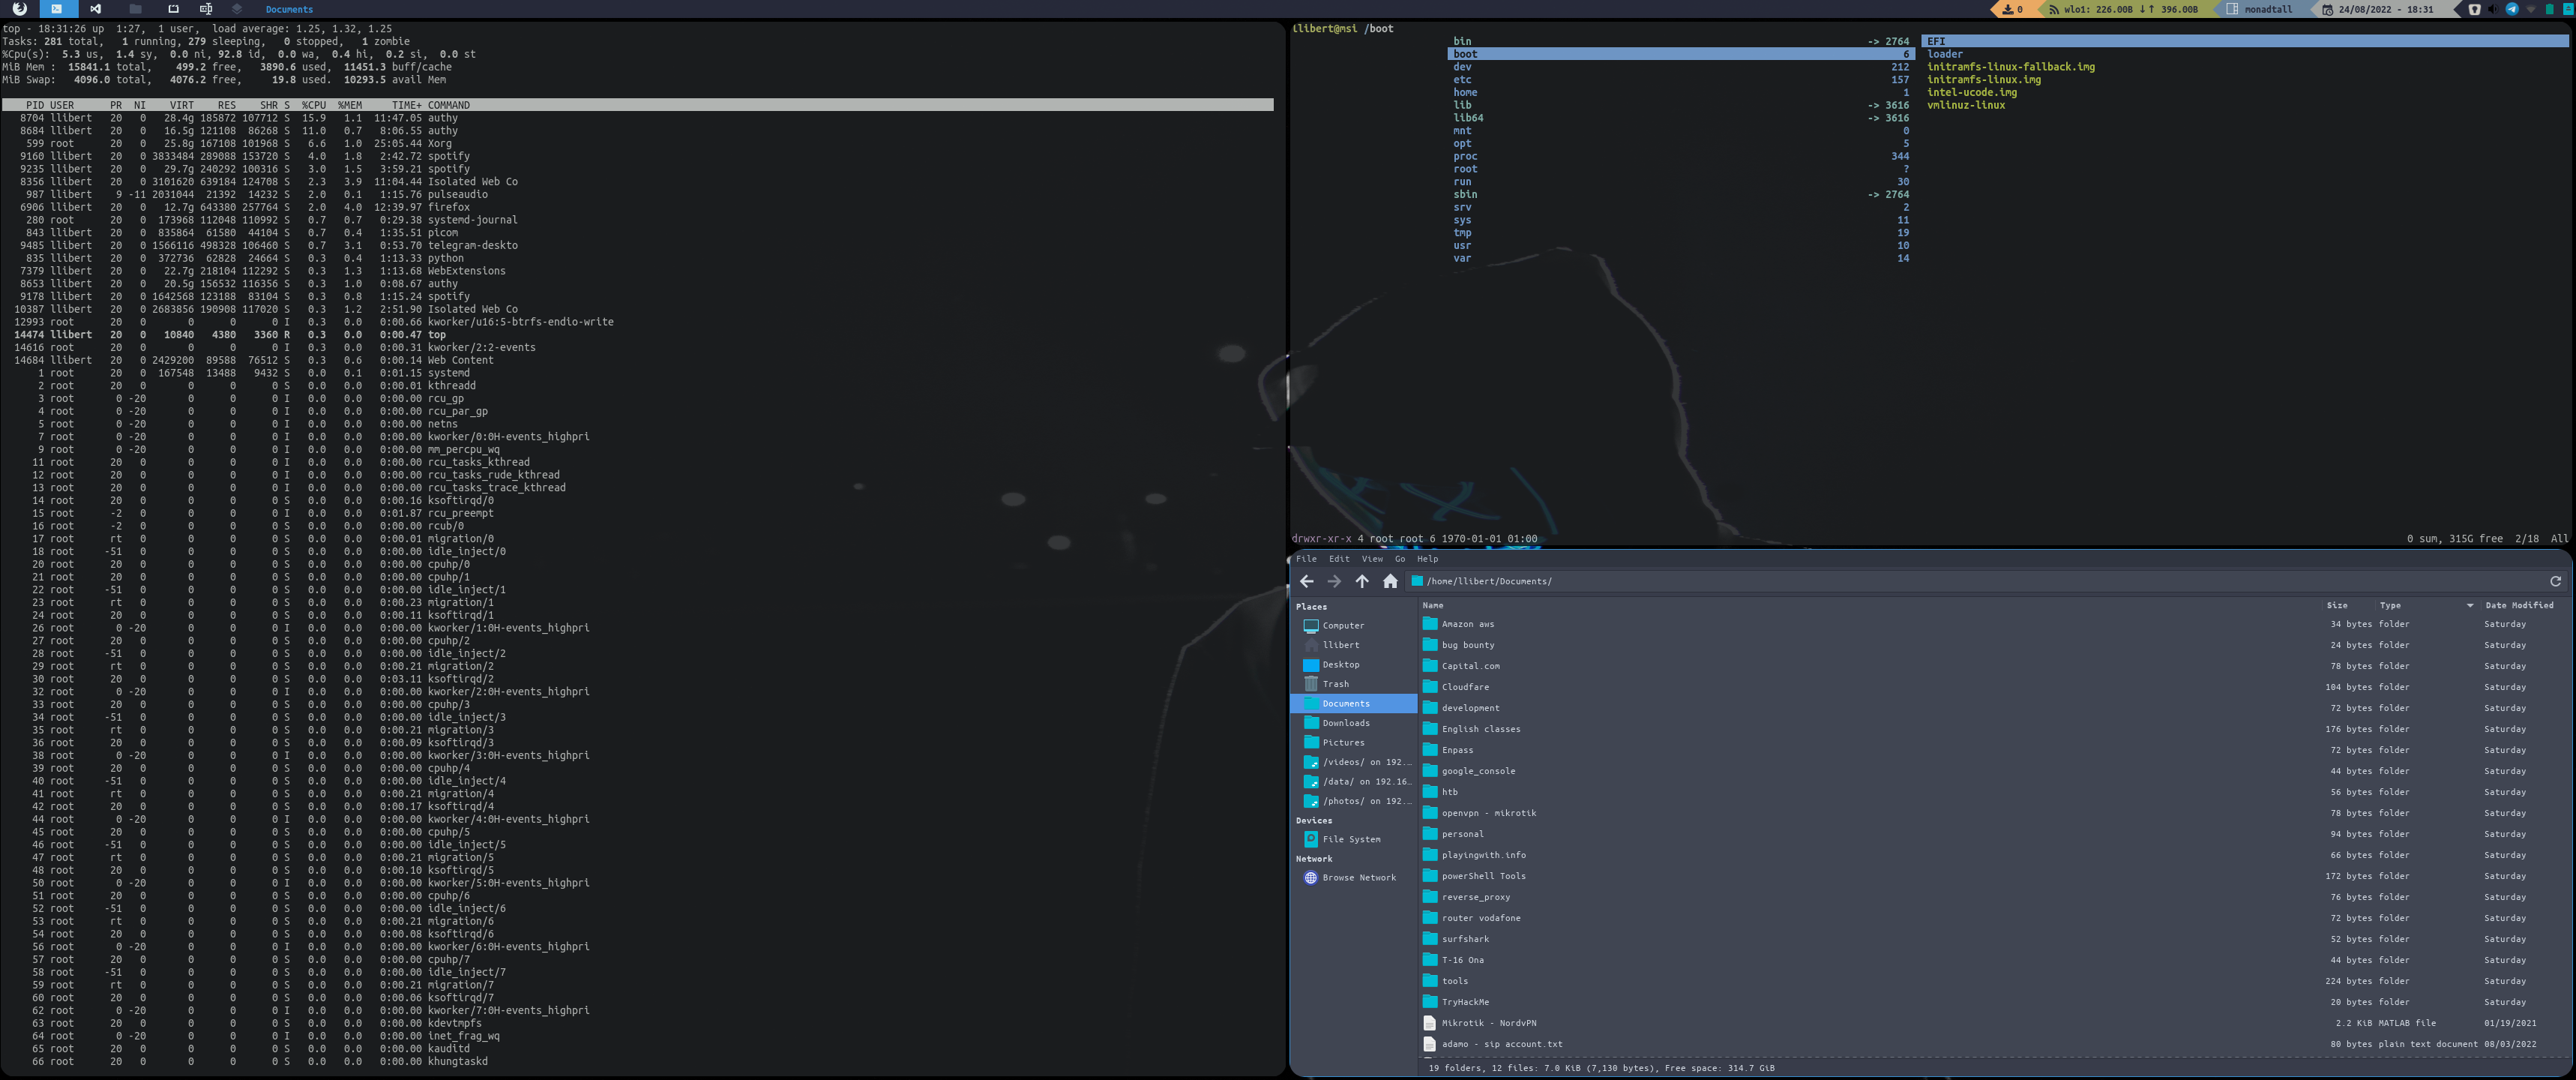 Documents
0
wlo1: 226.00B ↓↑ 396.00B
monadtall
24/08/2022 - 18:31
top - 18:31:26 up  1:27,  1 user,  load average: 1.25, 1.32, 1.25
Tasks: 281 total,   1 running, 279 sleeping,   0 stopped,   1 zombie
%Cpu(s):  5.3 us,  1.4 sy,  0.0 ni, 92.8 id,  0.0 wa,  0.4 hi,  0.2 si,  0.0 st
MiB Mem :  15841.1 total,    499.2 free,   3890.6 used,  11451.3 buff/cache
MiB Swap:   4096.0 total,   4076.2 free,     19.8 used.  10293.5 avail Mem
PID USER      PR  NI    VIRT    RES    SHR S  %CPU  %MEM     TIME+ COMMAND
8704 llibert   20   0   28.4g 185872 107712 S  15.9   1.1  11:47.05 authy
8684 llibert   20   0   16.5g 121108  86268 S  11.0   0.7   8:06.55 authy
599 root      20   0   25.8g 167108 101968 S   6.6   1.0  25:05.44 Xorg
9160 llibert   20   0 3833484 289088 153720 S   4.0   1.8   2:42.72 spotify
9235 llibert   20   0   29.7g 240292 100316 S   3.0   1.5   3:59.21 spotify
8356 llibert   20   0 3101620 639184 124708 S   2.3   3.9  11:04.44 Isolated Web Co
987 llibert    9 -11 2031044  21392  14232 S   2.0   0.1   1:15.76 pulseaudio
6906 llibert   20   0   12.7g 643380 257764 S   2.0   4.0  12:39.97 firefox
280 root      20   0  173968 112048 110992 S   0.7   0.7   0:29.38 systemd-journal
843 llibert   20   0  835864  61580  44104 S   0.7   0.4   1:35.51 picom
9485 llibert   20   0 1566116 498328 106460 S   0.7   3.1   0:53.70 telegram-deskto
835 llibert   20   0  372736  62828  24664 S   0.3   0.4   1:13.33 python
7379 llibert   20   0   22.7g 218104 112292 S   0.3   1.3   1:13.68 WebExtensions
8653 llibert   20   0   20.5g 156532 116356 S   0.3   1.0   0:08.67 authy
9178 llibert   20   0 1642568 123188  83104 S   0.3   0.8   1:15.24 spotify
10387 llibert   20   0 2683856 190908 117020 S   0.3   1.2   2:51.90 Isolated Web Co
12993 root      20   0       0      0      0 I   0.3   0.0   0:00.66 kworker/u16:5-btrfs-endio-write
14474 llibert   20   0   10840   4380   3360 R   0.3   0.0   0:00.47 top
14616 root      20   0       0      0      0 I   0.3   0.0   0:00.31 kworker/2:2-events
14684 llibert   20   0 2429200  89588  76512 S   0.3   0.6   0:00.14 Web Content
1 root      20   0  167548  13488   9432 S   0.0   0.1   0:01.15 systemd
2 root      20   0       0      0      0 S   0.0   0.0   0:00.01 kthreadd
3 root       0 -20       0      0      0 I   0.0   0.0   0:00.00 rcu_gp
4 root       0 -20       0      0      0 I   0.0   0.0   0:00.00 rcu_par_gp
5 root       0 -20       0      0      0 I   0.0   0.0   0:00.00 netns
7 root       0 -20       0      0      0 I   0.0   0.0   0:00.00 kworker/0:0H-events_highpri
9 root       0 -20       0      0      0 I   0.0   0.0   0:00.00 mm_percpu_wq
11 root      20   0       0      0      0 I   0.0   0.0   0:00.00 rcu_tasks_kthread
12 root      20   0       0      0      0 I   0.0   0.0   0:00.00 rcu_tasks_rude_kthread
13 root      20   0       0      0      0 I   0.0   0.0   0:00.00 rcu_tasks_trace_kthread
14 root      20   0       0      0      0 S   0.0   0.0   0:00.16 ksoftirqd/0
15 root      -2   0       0      0      0 I   0.0   0.0   0:01.87 rcu_preempt
16 root      -2   0       0      0      0 S   0.0   0.0   0:00.00 rcub/0
17 root      rt   0       0      0      0 S   0.0   0.0   0:00.01 migration/0
18 root     -51   0       0      0      0 S   0.0   0.0   0:00.00 idle_inject/0
20 root      20   0       0      0      0 S   0.0   0.0   0:00.00 cpuhp/0
21 root      20   0       0      0      0 S   0.0   0.0   0:00.00 cpuhp/1
22 root     -51   0       0      0      0 S   0.0   0.0   0:00.00 idle_inject/1
23 root      rt   0       0      0      0 S   0.0   0.0   0:00.23 migration/1
24 root      20   0       0      0      0 S   0.0   0.0   0:00.11 ksoftirqd/1
26 root       0 -20       0      0      0 I   0.0   0.0   0:00.00 kworker/1:0H-events_highpri
27 root      20   0       0      0      0 S   0.0   0.0   0:00.00 cpuhp/2
28 root     -51   0       0      0      0 S   0.0   0.0   0:00.00 idle_inject/2
29 root      rt   0       0      0      0 S   0.0   0.0   0:00.21 migration/2
30 root      20   0       0      0      0 S   0.0   0.0   0:03.11 ksoftirqd/2
32 root       0 -20       0      0      0 I   0.0   0.0   0:00.00 kworker/2:0H-events_highpri
33 root      20   0       0      0      0 S   0.0   0.0   0:00.00 cpuhp/3
34 root     -51   0       0      0      0 S   0.0   0.0   0:00.00 idle_inject/3
35 root      rt   0       0      0      0 S   0.0   0.0   0:00.21 migration/3
36 root      20   0       0      0      0 S   0.0   0.0   0:00.09 ksoftirqd/3
38 root       0 -20       0      0      0 I   0.0   0.0   0:00.00 kworker/3:0H-events_highpri
39 root      20   0       0      0      0 S   0.0   0.0   0:00.00 cpuhp/4
40 root     -51   0       0      0      0 S   0.0   0.0   0:00.00 idle_inject/4
41 root      rt   0       0      0      0 S   0.0   0.0   0:00.21 migration/4
42 root      20   0       0      0      0 S   0.0   0.0   0:00.17 ksoftirqd/4
44 root       0 -20       0      0      0 I   0.0   0.0   0:00.00 kworker/4:0H-events_highpri
45 root      20   0       0      0      0 S   0.0   0.0   0:00.00 cpuhp/5
46 root     -51   0       0      0      0 S   0.0   0.0   0:00.00 idle_inject/5
47 root      rt   0       0      0      0 S   0.0   0.0   0:00.21 migration/5
48 root      20   0       0      0      0 S   0.0   0.0   0:00.10 ksoftirqd/5
50 root       0 -20       0      0      0 I   0.0   0.0   0:00.00 kworker/5:0H-events_highpri
51 root      20   0       0      0      0 S   0.0   0.0   0:00.00 cpuhp/6
52 root     -51   0       0      0      0 S   0.0   0.0   0:00.00 idle_inject/6
53 root      rt   0       0      0      0 S   0.0   0.0   0:00.21 migration/6
54 root      20   0       0      0      0 S   0.0   0.0   0:00.08 ksoftirqd/6
56 root       0 -20       0      0      0 I   0.0   0.0   0:00.00 kworker/6:0H-events_highpri
57 root      20   0       0      0      0 S   0.0   0.0   0:00.00 cpuhp/7
58 root     -51   0       0      0      0 S   0.0   0.0   0:00.00 idle_inject/7
59 root      rt   0       0      0      0 S   0.0   0.0   0:00.21 migration/7
60 root      20   0       0      0      0 S   0.0   0.0   0:00.06 ksoftirqd/7
62 root       0 -20       0      0      0 I   0.0   0.0   0:00.00 kworker/7:0H-events_highpri
63 root      20   0       0      0      0 S   0.0   0.0   0:00.00 kdevtmpfs
64 root       0 -20       0      0      0 I   0.0   0.0   0:00.00 inet_frag_wq
65 root      20   0       0      0      0 S   0.0   0.0   0:00.00 kauditd
66 root      20   0       0      0      0 S   0.0   0.0   0:00.00 khungtaskd
llibert@msi /boot
bin -> 2764 EFI
boot 6 loader
dev 212 initramfs-linux-fallback.img
etc 157 initramfs-linux.img
home 1 intel-ucode.img
lib -> 3616 vmlinuz-linux
lib64 -> 3616
mnt 0
opt 5
proc 344
root ?
run 30
sbin -> 2764
srv 2
sys 11
tmp 19
usr 10
var 14
drwxr-xr-x 4 root root 6 1970-01-01 01:00 0 sum, 315G free  2/18  All
File Edit View Go Help
/home/llibert/Documents/
Places
Computer
llibert
Desktop
Trash
Documents
Downloads
Pictures
/videos/ on 192....
/data/ on 192.16...
/photos/ on 192....
Devices
File System
Network
Browse Network
Name Size Type Date Modified
Amazon aws 34 bytes folder Saturday
bug bounty 24 bytes folder Saturday
Capital.com 78 bytes folder Saturday
Cloudfare 104 bytes folder Saturday
development 72 bytes folder Saturday
English classes 176 bytes folder Saturday
Enpass 72 bytes folder Saturday
google_console 44 bytes folder Saturday
htb 56 bytes folder Saturday
openvpn - mikrotik 78 bytes folder Saturday
personal 94 bytes folder Saturday
playingwith.info 66 bytes folder Saturday
powerShell Tools 172 bytes folder Saturday
reverse_proxy 76 bytes folder Saturday
router vodafone 72 bytes folder Saturday
surfshark 52 bytes folder Saturday
T-16 Ona 44 bytes folder Saturday
tools 224 bytes folder Saturday
TryHackMe 20 bytes folder Saturday
Mikrotik - NordvPN 2.2 KiB MATLAB file 01/19/2021
adamo - sip account.txt 80 bytes plain text document 08/03/2022
19 folders, 12 files: 7.0 KiB (7,130 bytes), Free space: 314.7 GiB